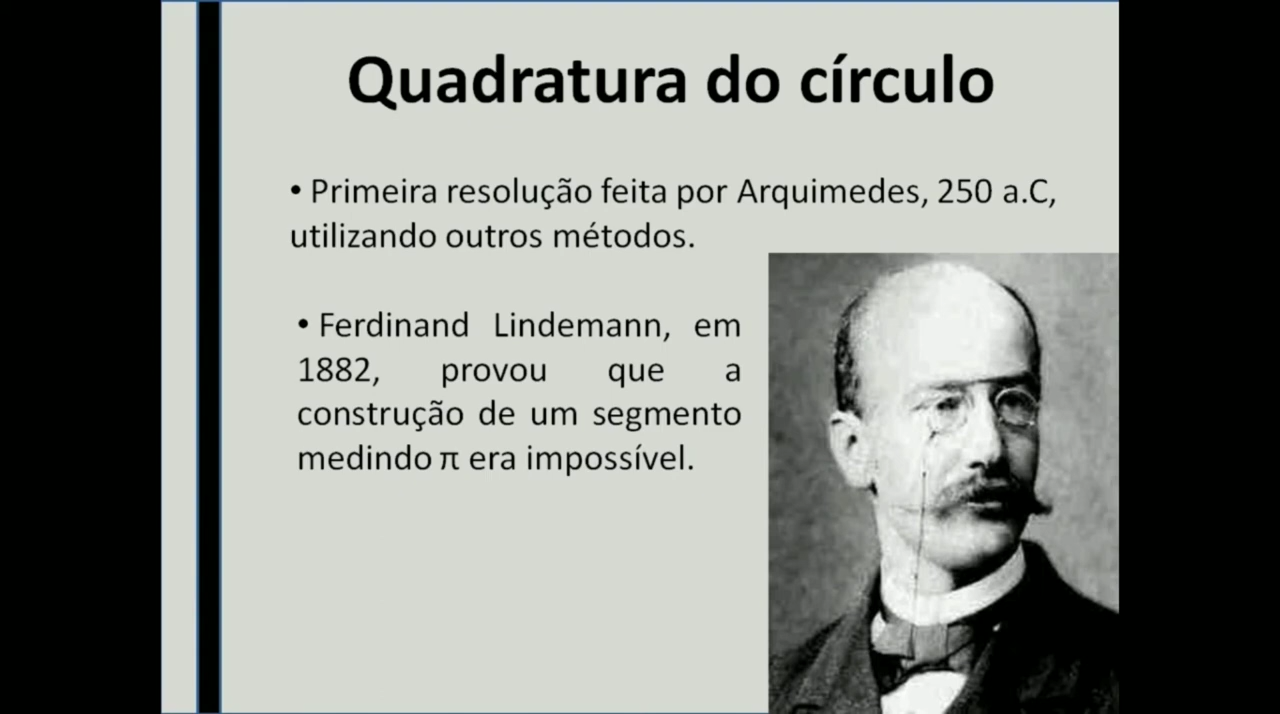 Quadratura do círculo
• Primeira resolução feita por Arquimedes, 250 a.C,
utilizando outros métodos.
• Ferdinand Lindemann, em
1882, provou que a
construção de um segmento
medindo π era impossível.